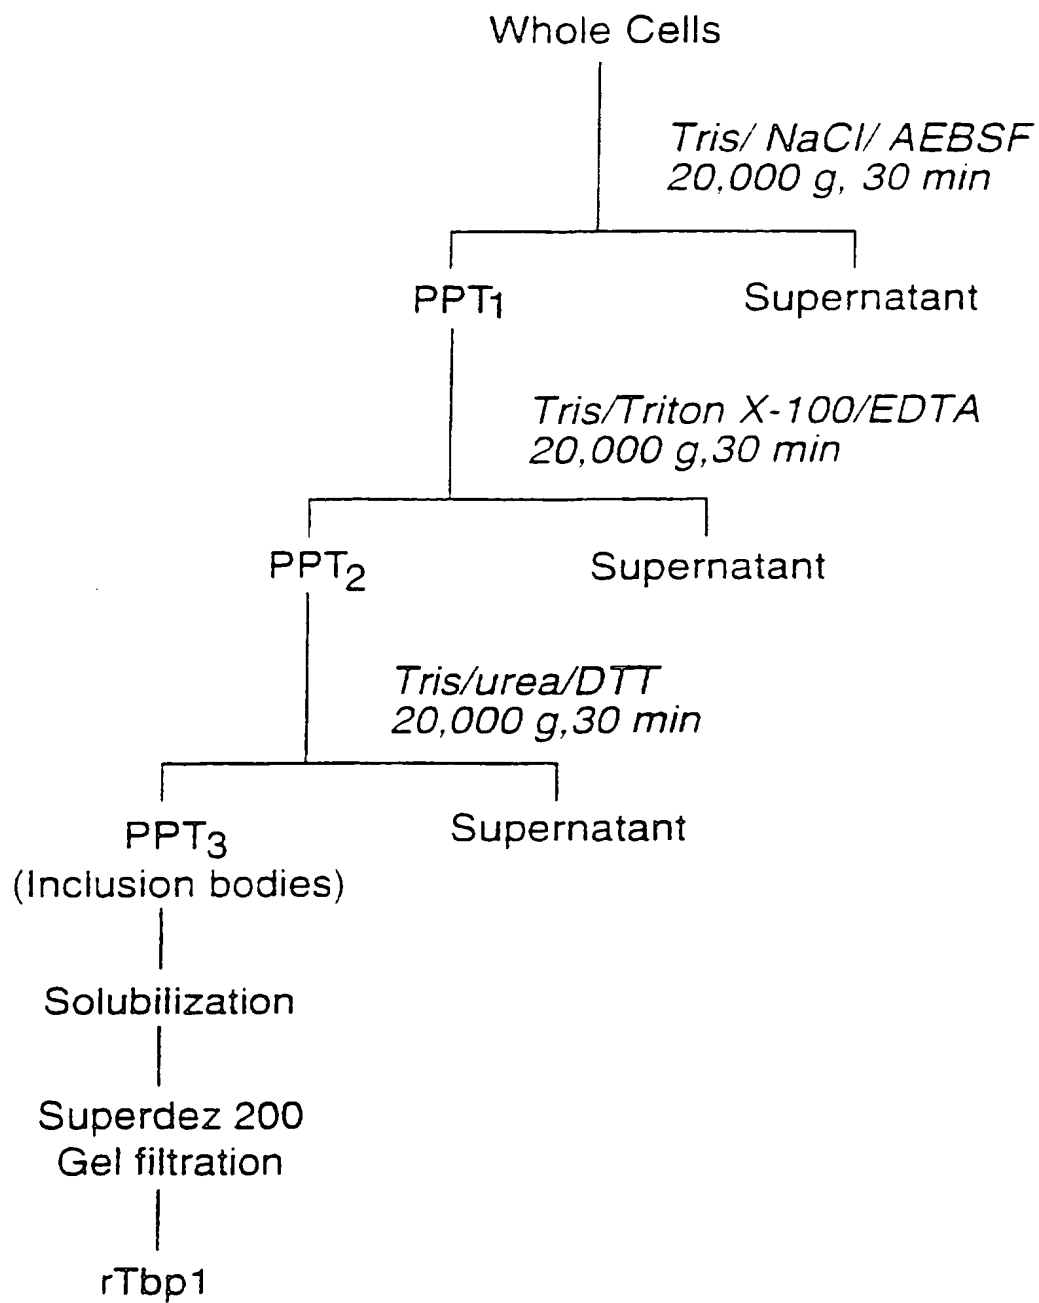 Whole Cells
Tris/ NaCl/ AEBSF
20,000 g, 30 min
PPT1
Supernatant
Tris/Triton X-100/EDTA
20,000 g,30 min
PPT2
Supernatant
Tris/urea/DTT
20,000 g,30 min
PPT3
Supernatant
(Inclusion bodies)
Solubilization
Superdez 200
Gel filtration
rTbp1